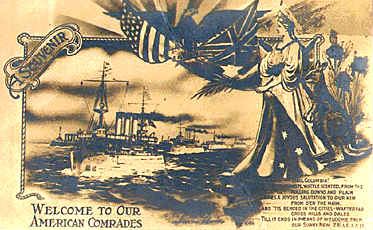 SOUVENIR
WELCOME TO OUR
AMERICAN COMRADES
HAIL, COLUMBIA!
WATTLE SCENTED, FROM THE
ROLLING DOWNS AND PLAIN
A JOYOUS SALUTATION TO OUR KIN
FROM O'ER THE MAIN,
AND 'TIS ECHOED IN THE CITIES - WAFTED FAR
CROSS HILLS AND DALES
TILL IT ENDS IN PEANS OF WELCOME FROM
OUR SUNNY NEW ZEALAND